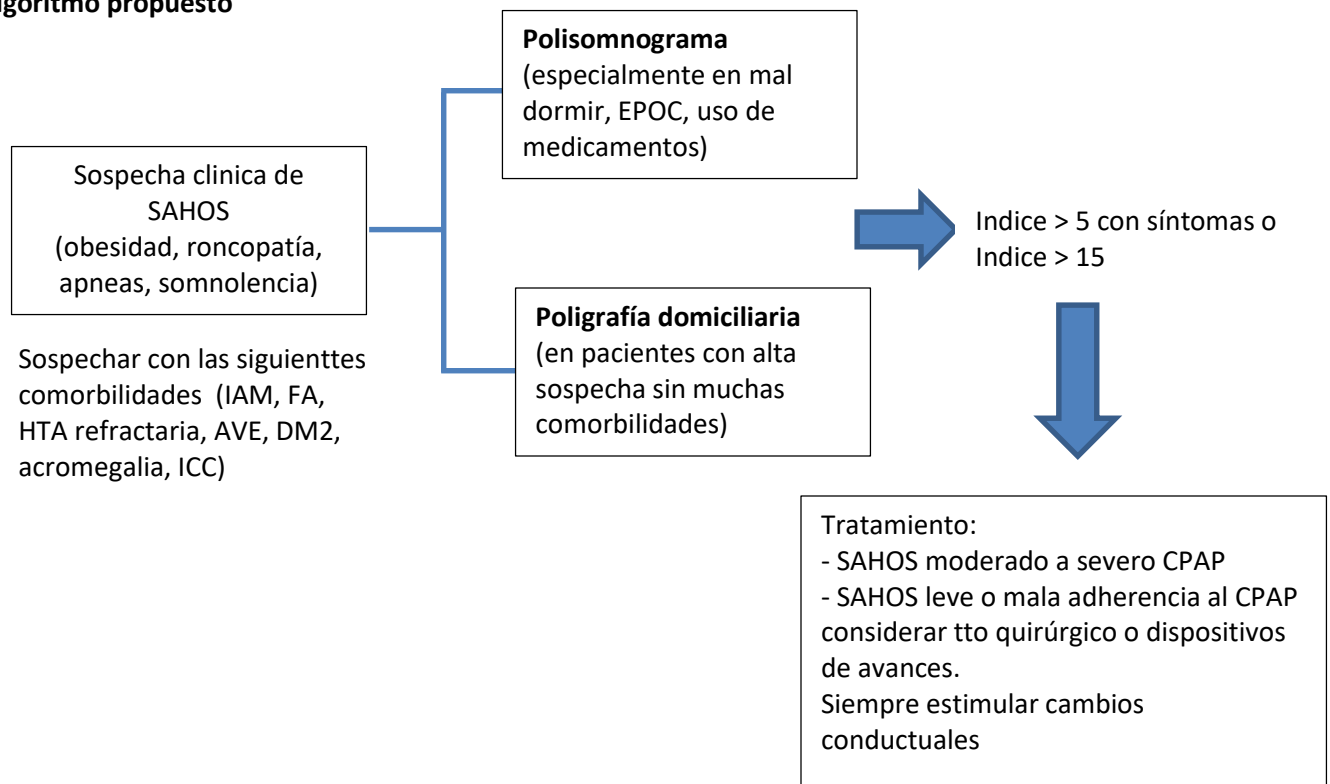 goritmo propuesto
Polisomnograma
(especialmente en mal
dormir, EPOC, uso de
medicamentos)
Sospecha clinica de
SAHOS
(obesidad, roncopatía,
apneas, somnolencia)
Sospechar con las siguienttes
comorbilidades (IAM, FA,
HTA refractaria, AVE, DM2,
acromegalia, ICC)
Poligrafía domiciliaria
(en pacientes con alta
sospecha sin muchas
comorbilidades)
Indice > 5 con síntomas o
Indice > 15
Tratamiento:
- SAHOS moderado a severo CPAP
- SAHOS leve o mala adherencia al CPAP
considerar tto quirúrgico o dispositivos
de avances.
Siempre estimular cambios
conductuales